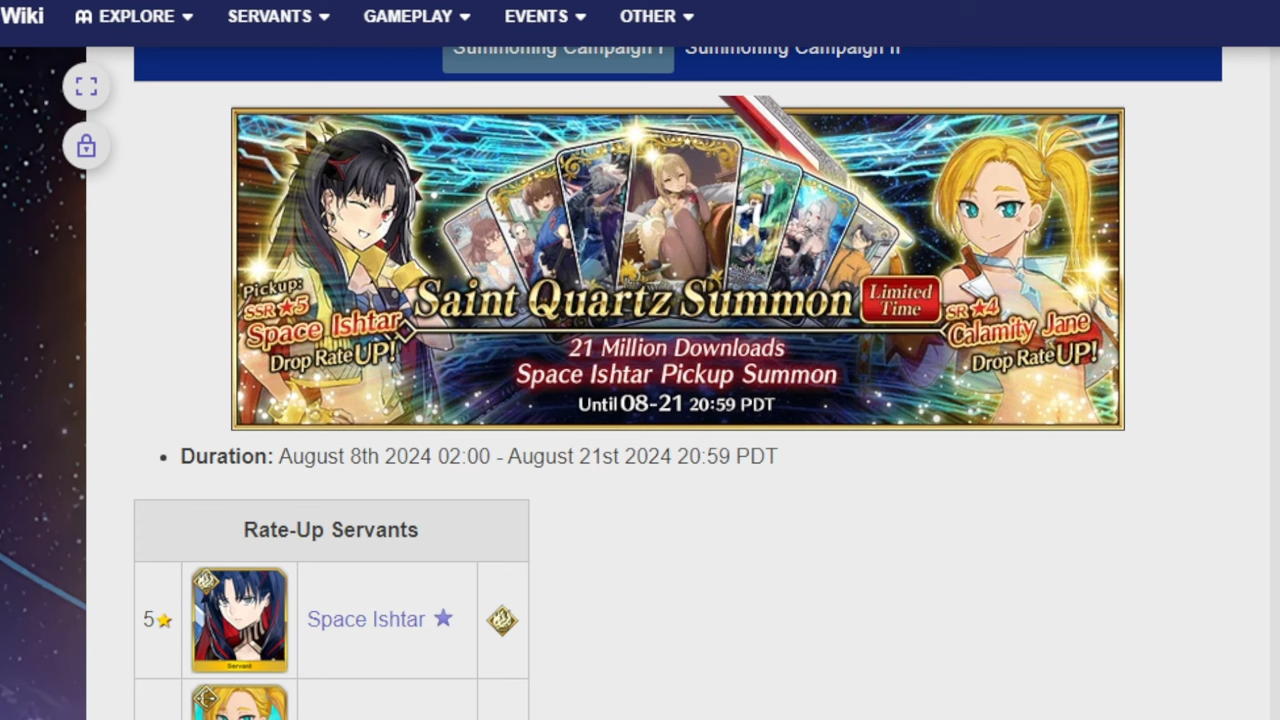 Wiki EXPLORE SERVANTS GAMEPLAY EVENTS OTHER
Summoning Campaign I Summoning Campaign II
Pickup:
SSR ★5
Space Ishtar
Drop Rate UP!
Saint Quartz Summon
Limited
Time
SR ★4
Calamity Jane
Drop Rate UP!
21 Million Downloads
Space Ishtar Pickup Summon
Until 08-21 20:59 PDT
• Duration: August 8th 2024 02:00 - August 21st 2024 20:59 PDT
Rate-Up Servants
5★
Servant
Space Ishtar ★